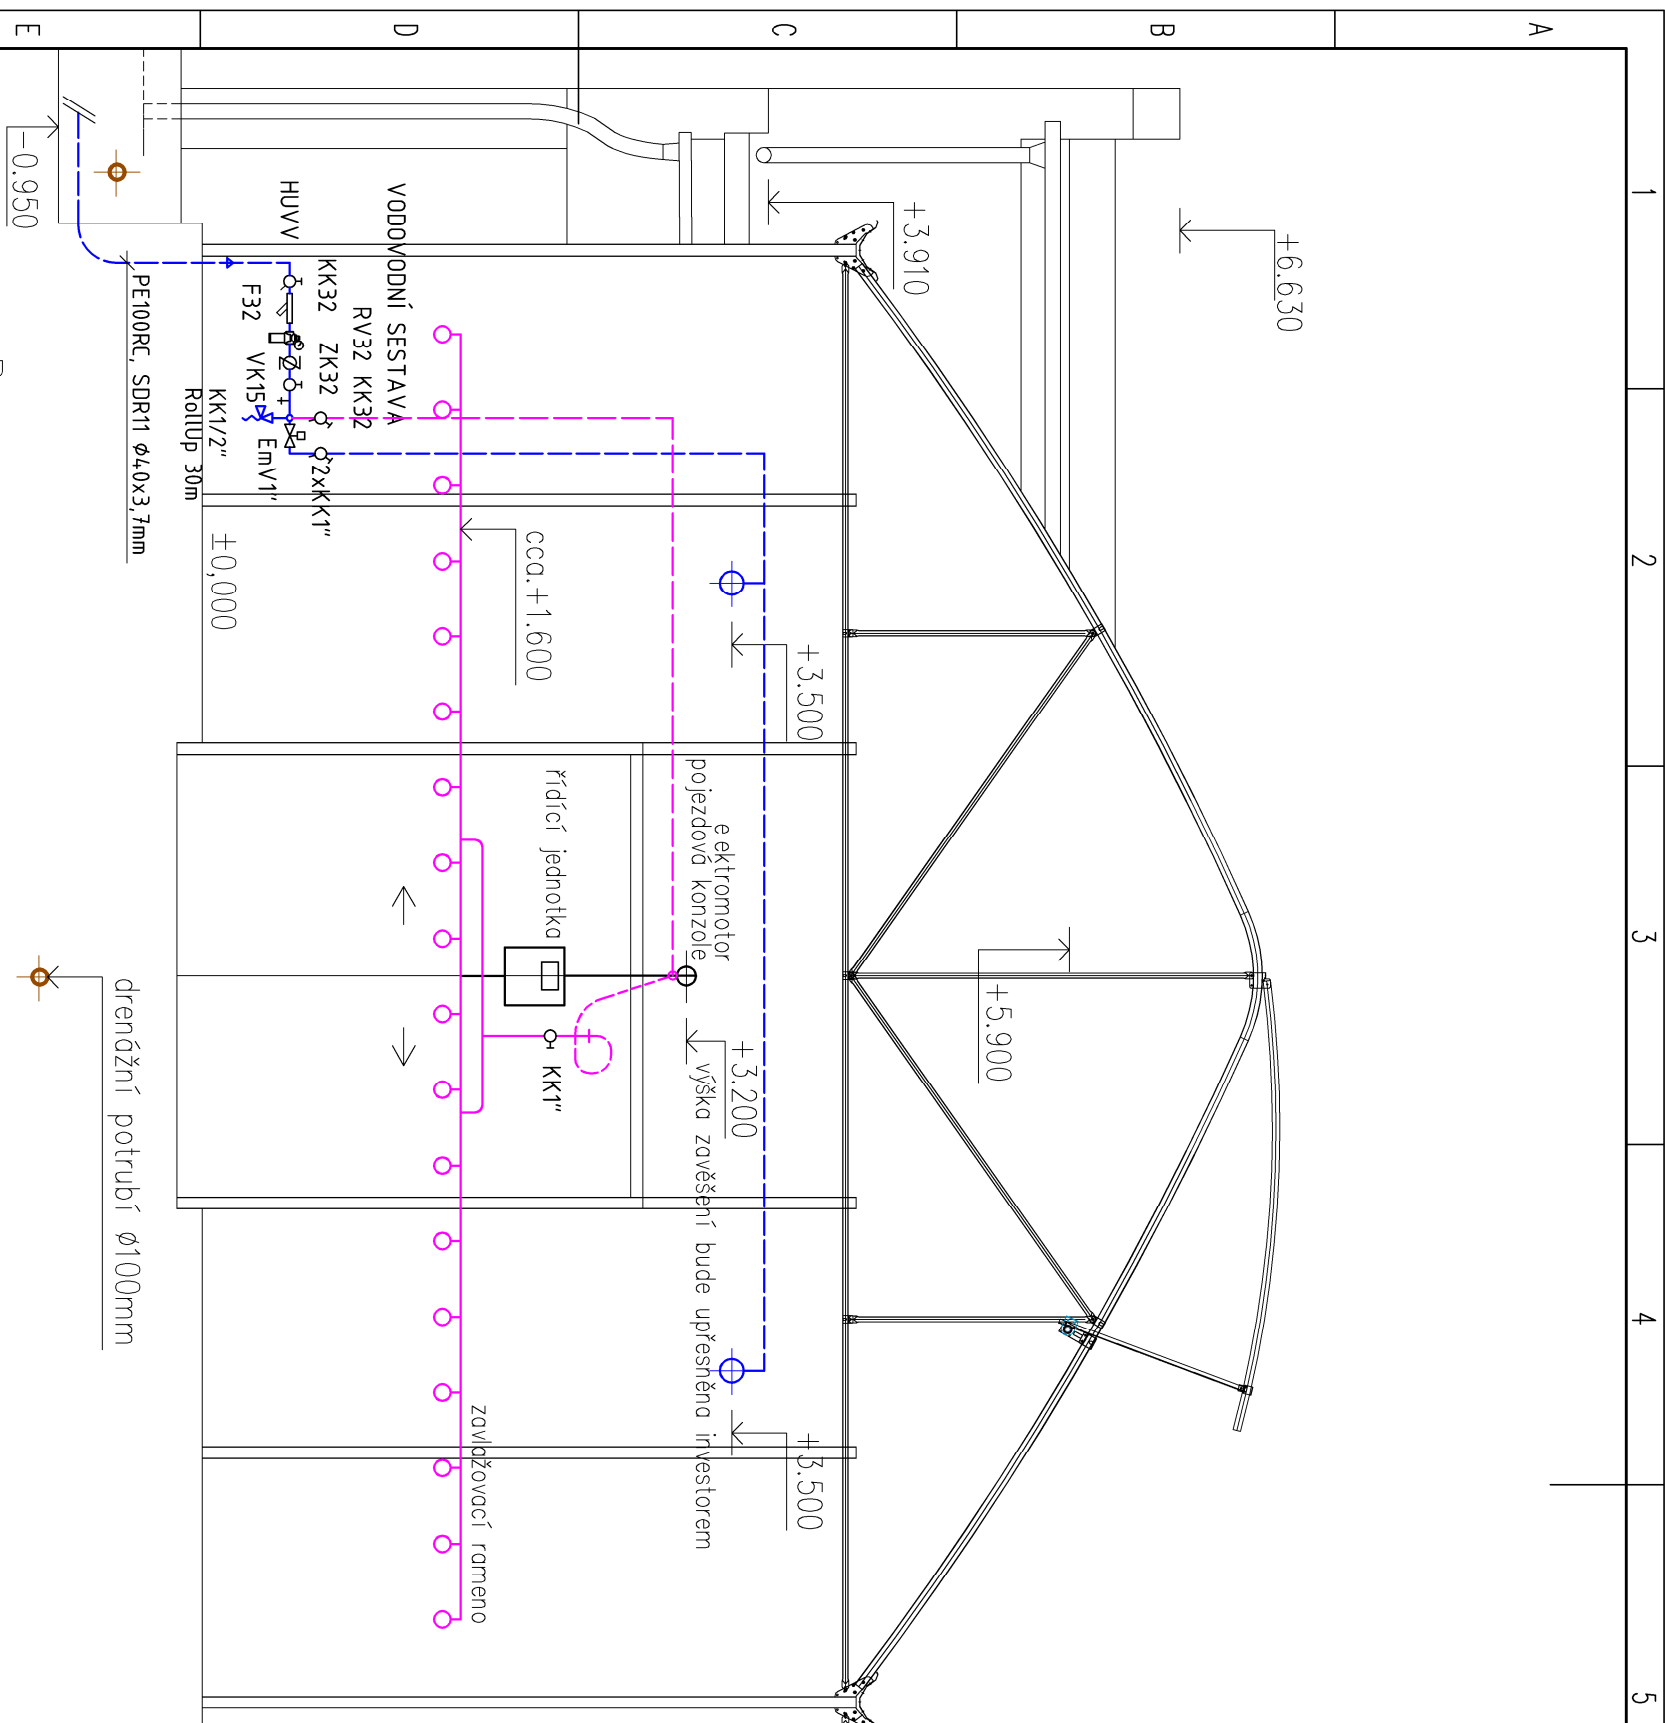 A
B
C
D
E
1
2
3
4
5
+6.630
+3.910
+5.900
+3.500
+3.500
+3.200
výška zavěšení bude upřesněna investorem
eektromotor
pojezdová konzole
řídící jednotka
KK1"
cca.+1.600
zavlažovací rameno
VODOVODNÍ SESTAVA
RV32 KK32
KK32 ZK32
2xKK1"
HUVV
F32
VK15
EmV1"
KK1/2"
RollUp 30m
±0,000
PE100RC, SDR11 Ø40x3,7mm
-0.950
drenážní potrubí Ø100mm